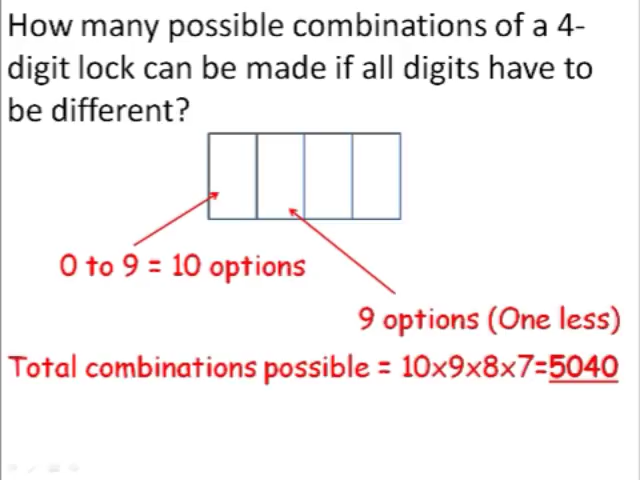 How many possible combinations of a 4-
digit lock can be made if all digits have to
be different?
0 to 9 = 10 options
9 options (One less)
Total combinations possible = 10x9x8x7=5040